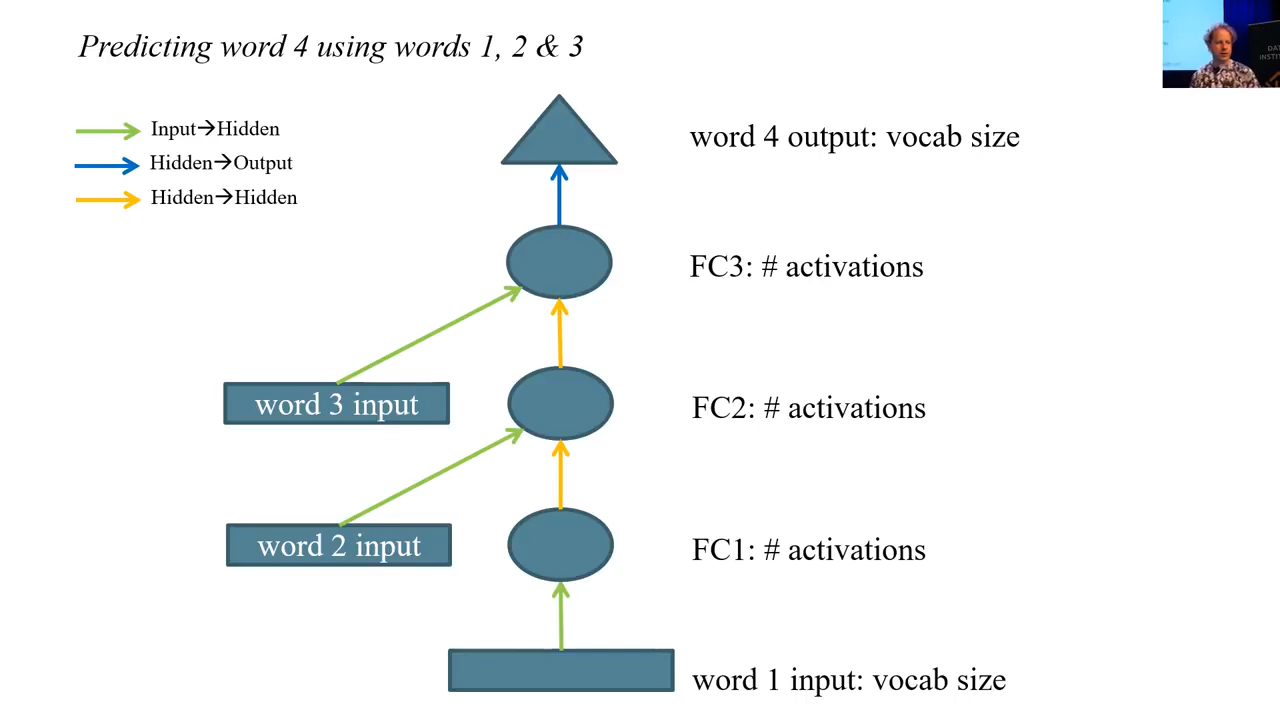 Predicting word 4 using words 1, 2 & 3
Input→Hidden
Hidden→Output
Hidden→Hidden
word 4 output: vocab size
FC3: # activations
word 3 input
FC2: # activations
word 2 input
FC1: # activations
word 1 input: vocab size